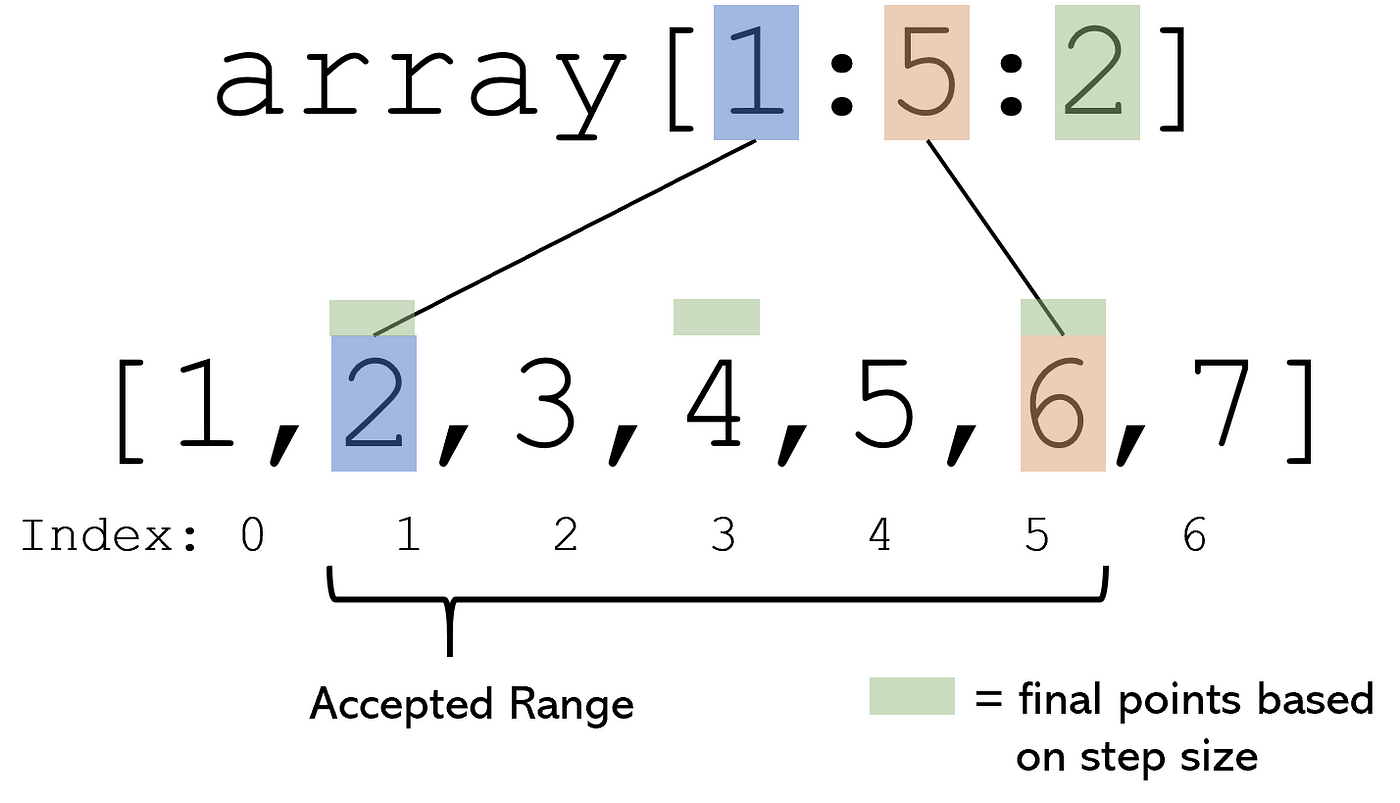 array[1:5:2]
[1,2,3,4,5,6,7]
Index: 0 1 2 3 4 5 6
Accepted Range
= final points based
on step size